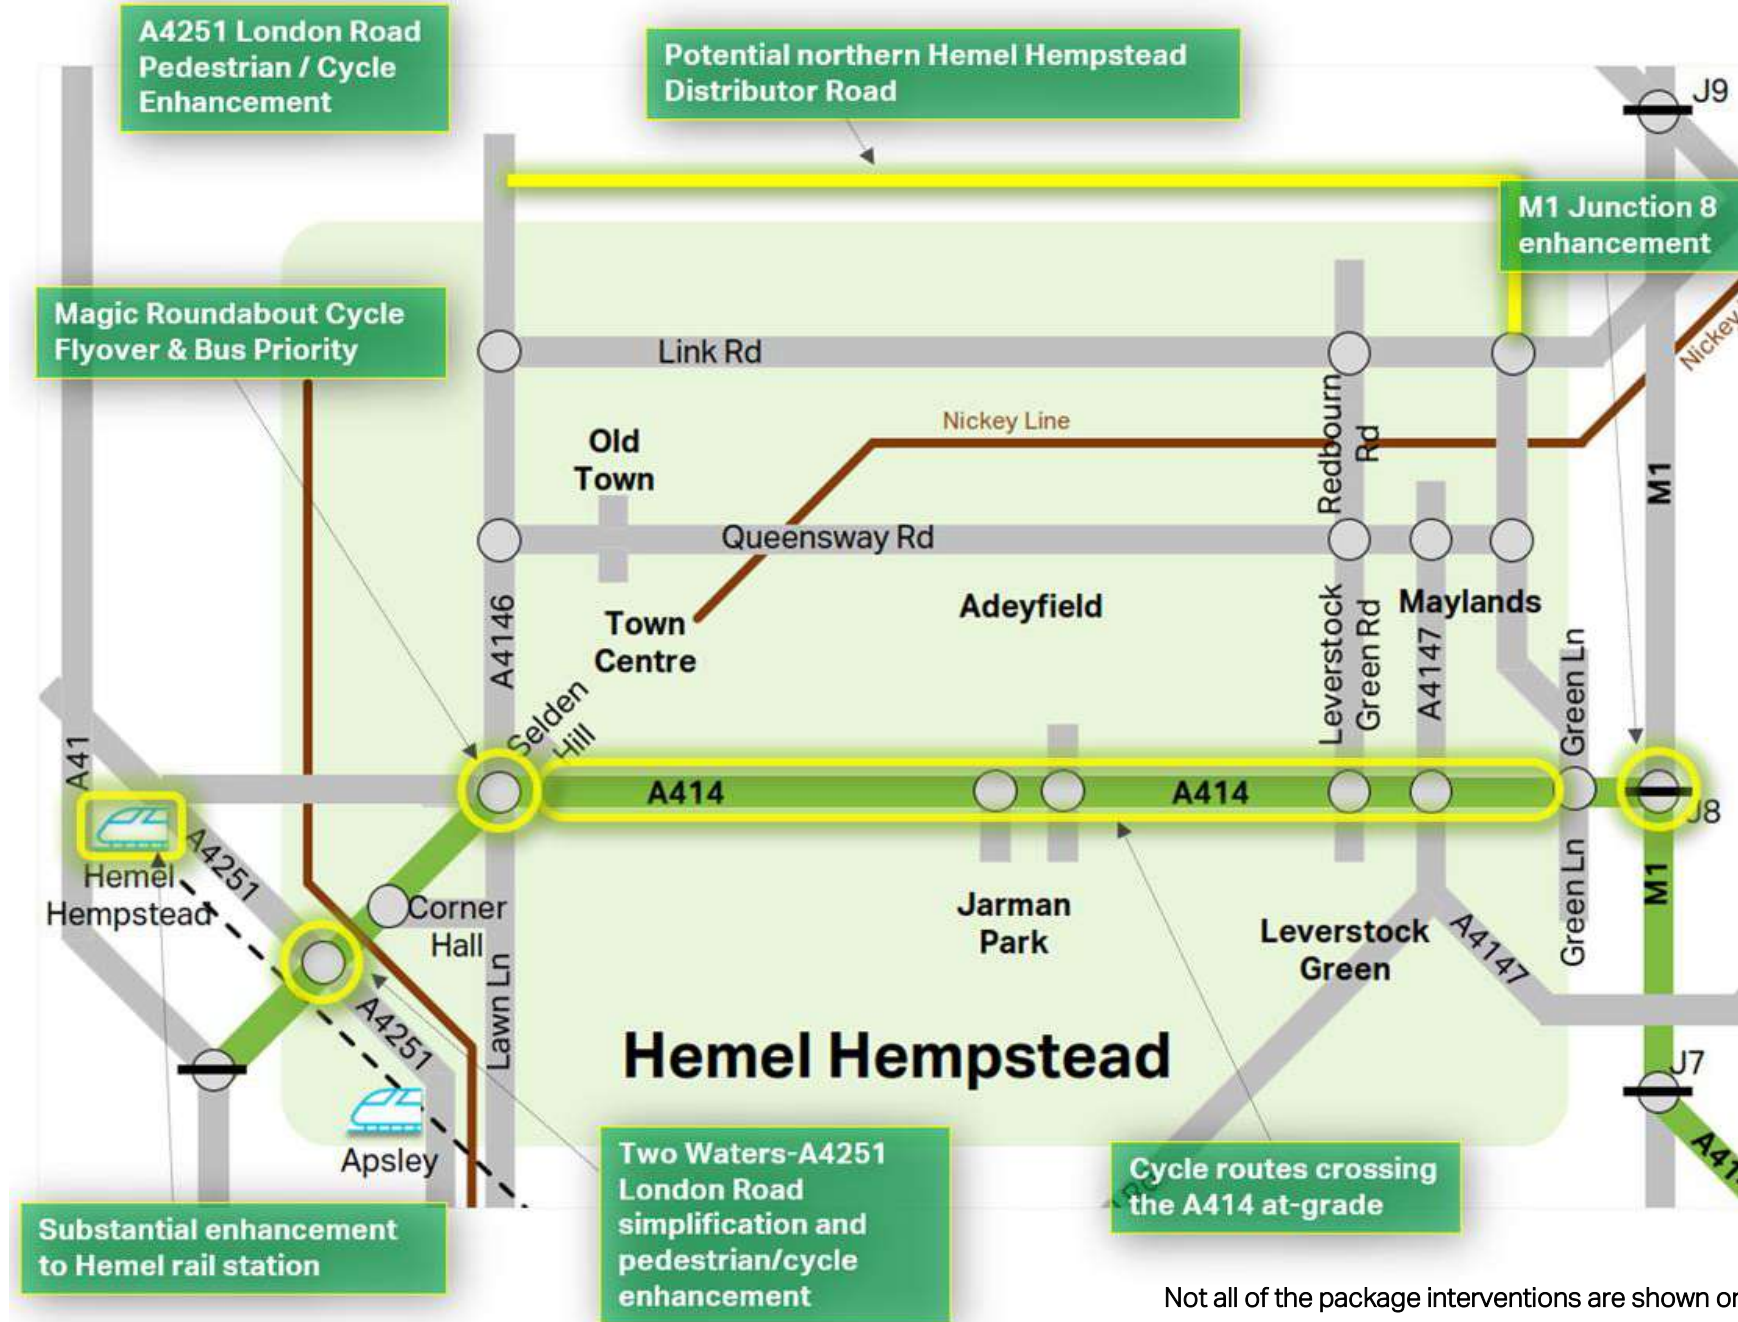 A4251 London Road
Pedestrian / Cycle
Enhancement
Potential northern Hemel Hempstead
Distributor Road
J9
M1 Junction 8
enhancement
Magic Roundabout Cycle
Flyover & Bus Priority
Link Rd
Nickey
Nickey Line
Redbourn
Rd
Old
Town
M1
Queensway Rd
Adeyfield
Maylands
Town
Centre
A4146
Leverstock
Green Rd
A4147
Green Ln
Selden
Hill
A41
A414
A414
J8
Hemel
Hempstead
A4251
Corner
Hall
Jarman
Park
Leverstock
Green
A4147
Green Ln
M1
Lawn Ln
A4251
Hemel Hempstead
J7
Apsley
Two Waters-A4251
London Road
simplification and
pedestrian/cycle
enhancement
Cycle routes crossing
the A414 at-grade
Substantial enhancement
to Hemel rail station
Not all of the package interventions are shown